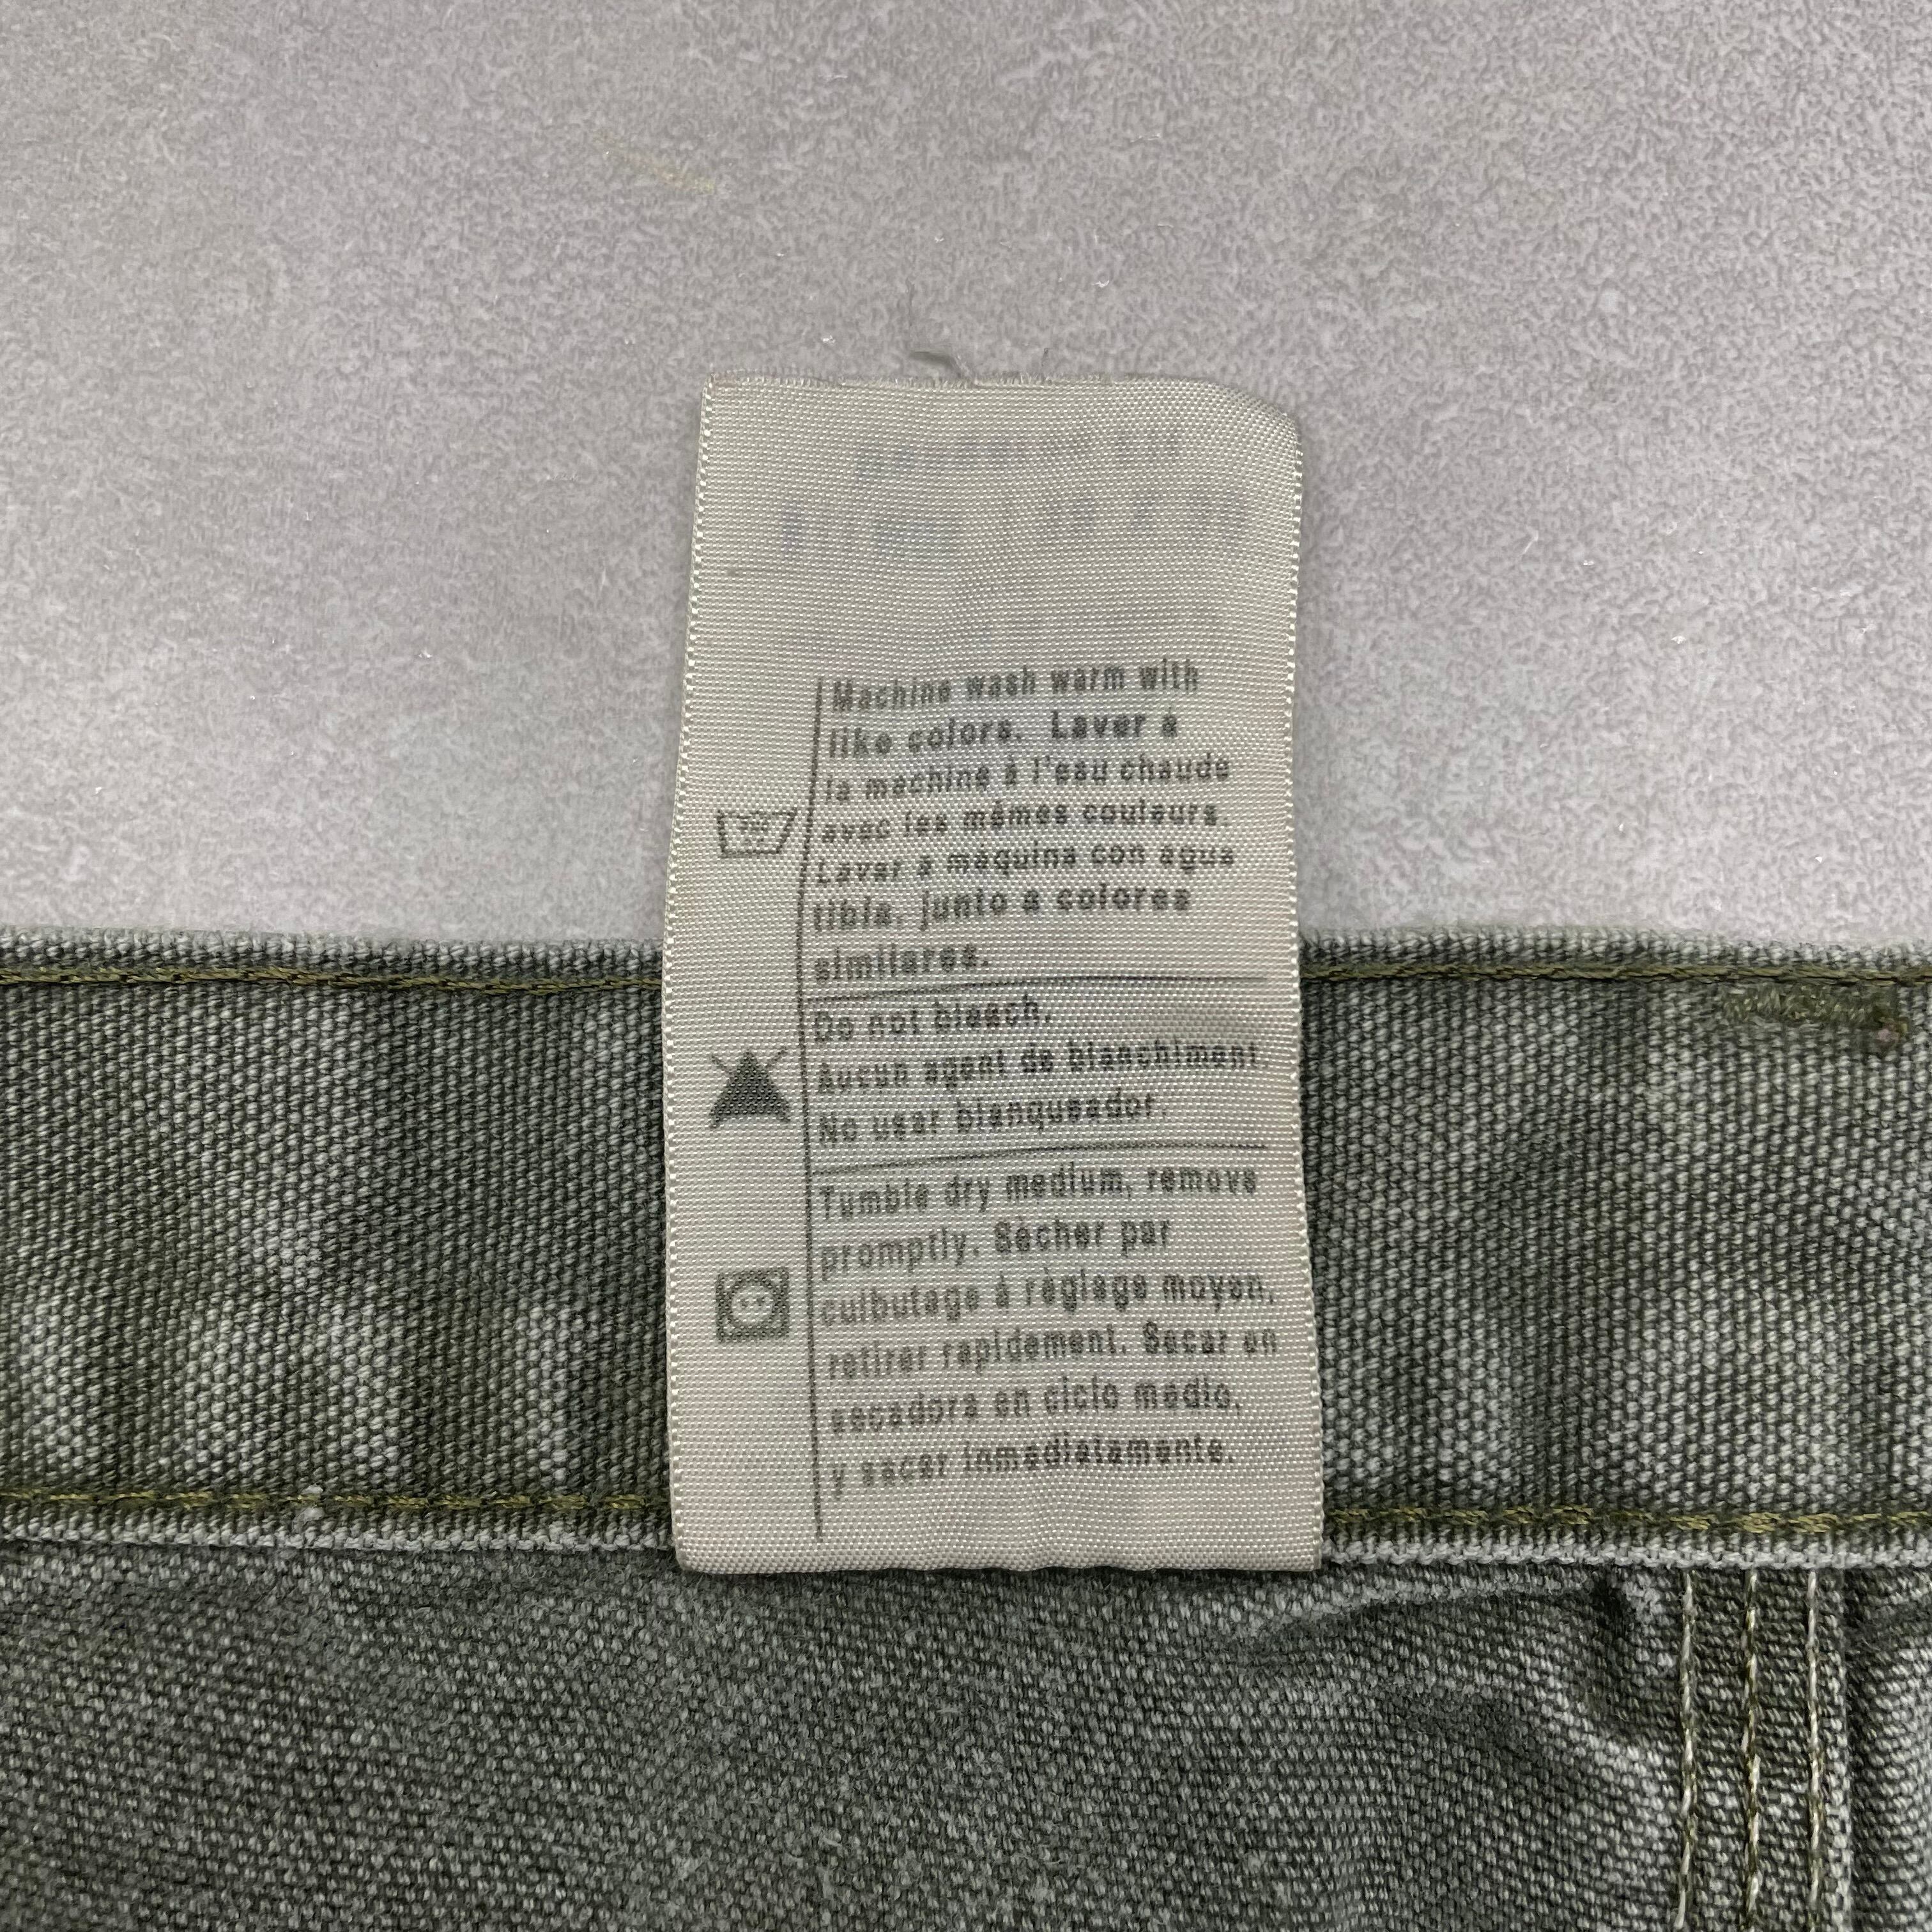 Machine wash warm with
like colors. Laver à
la machine à l'eau chaude
avec les mêmes couleurs.
Lavar a máquina con agua
tibia, junto a colores
similares.
Do not bleach.
Aucun agent de blanchiment.
No usar blanqueador.
Tumble dry medium, remove
promptly. Sécher par
culbutage à réglage moyen,
retirer rapidement. Secar en
secadora en ciclo medio,
y sacar inmediatamente.